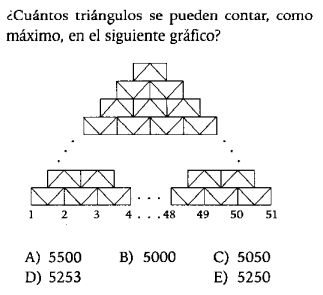 ¿Cuántos triángulos se pueden contar, como
máximo, en el siguiente gráfico?
1 2 3 4 . . . 48 49 50 51
A) 5500 B) 5000 C) 5050
D) 5253 E) 5250